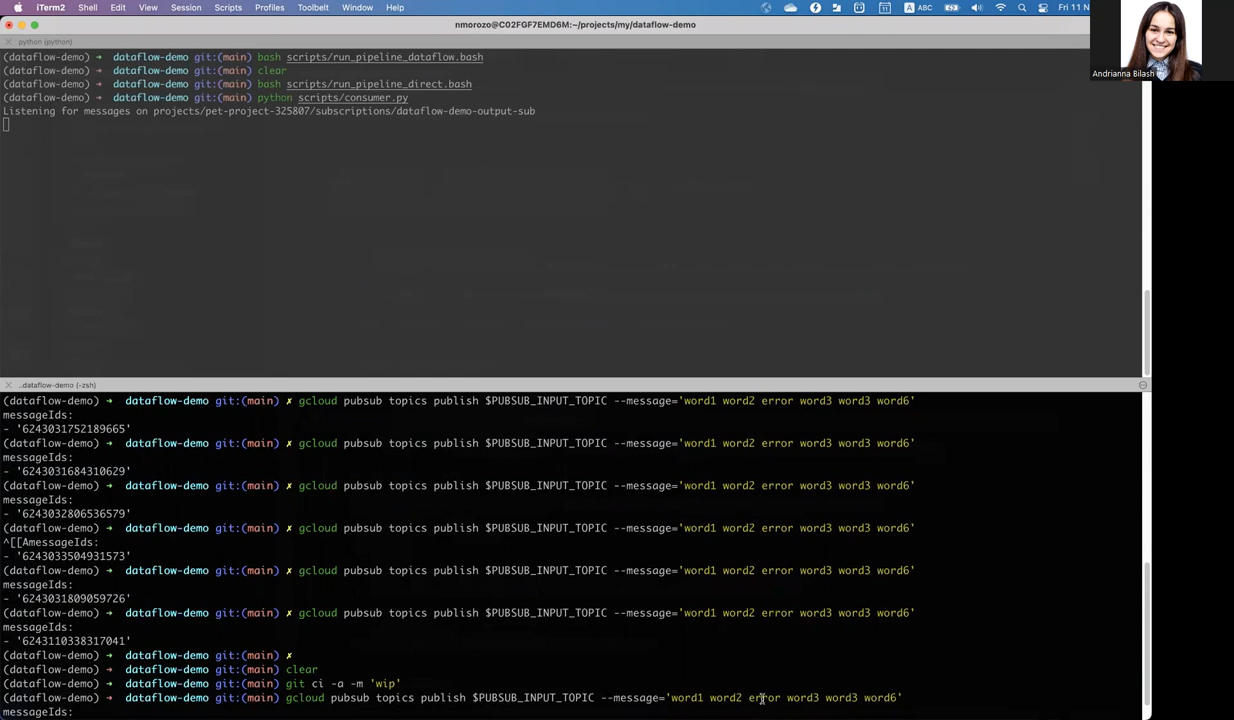 iTerm2 Shell Edit View Session Scripts Profiles Toolbelt Window Help 11 A ABC Fri 11 N
nmorozo@C02FGF7EMD6M:~/projects/my/dataflow-demo
python (python)
Andrianna Bilash
(dataflow-demo) ➜ dataflow-demo git:(main) bash scripts/run_pipeline_dataflow.bash
(dataflow-demo) ➜ dataflow-demo git:(main) clear
(dataflow-demo) ➜ dataflow-demo git:(main) bash scripts/run_pipeline_direct.bash
(dataflow-demo) ➜ dataflow-demo git:(main) python scripts/consumer.py
Listening for messages on projects/pet-project-325807/subscriptions/dataflow-demo-output-sub
..dataflow-demo (-zsh)
(dataflow-demo) ➜ dataflow-demo git:(main) ✗ gcloud pubsub topics publish $PUBSUB_INPUT_TOPIC --message='word1 word2 error word3 word3 word6'
messageIds:
- '6243031752189665'
(dataflow-demo) ➜ dataflow-demo git:(main) ✗ gcloud pubsub topics publish $PUBSUB_INPUT_TOPIC --message='word1 word2 error word3 word3 word6'
messageIds:
- '6243031684310629'
(dataflow-demo) ➜ dataflow-demo git:(main) ✗ gcloud pubsub topics publish $PUBSUB_INPUT_TOPIC --message='word1 word2 error word3 word3 word6'
messageIds:
- '6243032806536579'
(dataflow-demo) ➜ dataflow-demo git:(main) ✗ gcloud pubsub topics publish $PUBSUB_INPUT_TOPIC --message='word1 word2 error word3 word3 word6'
^[[AmessageIds:
- '6243033504931573'
(dataflow-demo) ➜ dataflow-demo git:(main) ✗ gcloud pubsub topics publish $PUBSUB_INPUT_TOPIC --message='word1 word2 error word3 word3 word6'
messageIds:
- '6243031809059726'
(dataflow-demo) ➜ dataflow-demo git:(main) ✗ gcloud pubsub topics publish $PUBSUB_INPUT_TOPIC --message='word1 word2 error word3 word3 word6'
messageIds:
- '6243110338317041'
(dataflow-demo) ➜ dataflow-demo git:(main) ✗
(dataflow-demo) ➜ dataflow-demo git:(main) clear
(dataflow-demo) ➜ dataflow-demo git:(main) git ci -a -m 'wip'
(dataflow-demo) ➜ dataflow-demo git:(main) gcloud pubsub topics publish $PUBSUB_INPUT_TOPIC --message='word1 word2 error word3 word3 word6'
messageIds: